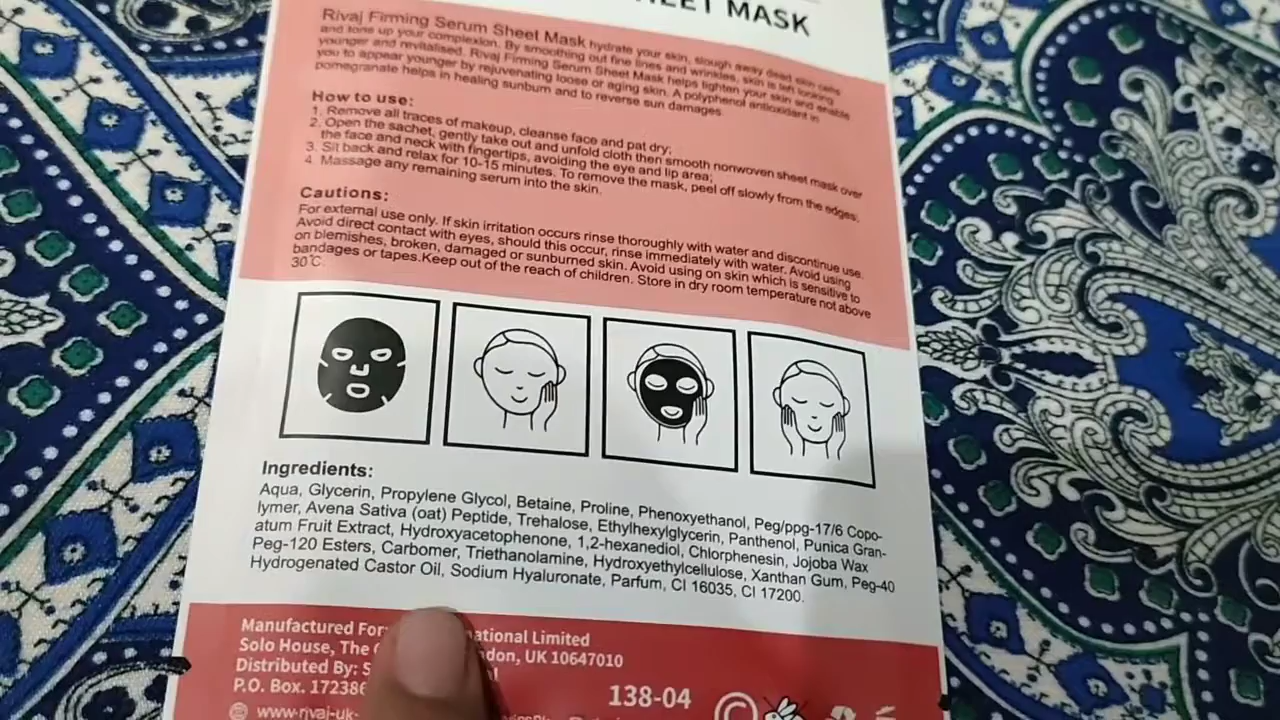 SHEET MASK
Rivaj Firming Serum Sheet Mask hydrate your skin, slough away dead skin cells
and tone up your complexion. By smoothing out fine lines and wrinkles, skin is left looking
younger and revitalised. Rivaj Firming Serum Sheet Mask helps tighten your skin and enable
you to appear younger by rejuvenating loose or aging skin. A polyphenol antioxidant in
pomegranate helps in healing sunburn and to reverse sun damages.
How to use:
1. Remove all traces of makeup, cleanse face and pat dry;
2. Open the sachet, gently take out and unfold cloth then smooth nonwoven sheet mask over
the face and neck with fingertips, avoiding the eye and lip area;
3. Sit back and relax for 10-15 minutes. To remove the mask, peel off slowly from the edges;
4. Massage any remaining serum into the skin.
Cautions:
For external use only. If skin irritation occurs rinse thoroughly with water and discontinue use.
Avoid direct contact with eyes, should this occur, rinse immediately with water. Avoid using
on blemishes, broken, damaged or sunburned skin. Avoid using on skin which is sensitive to
bandages or tapes.Keep out of the reach of children. Store in dry room temperature not above
30℃.
Ingredients:
Aqua, Glycerin, Propylene Glycol, Betaine, Proline, Phenoxyethanol, Peg/ppg-17/6 Copo-
lymer, Avena Sativa (oat) Peptide, Trehalose, Ethylhexylglycerin, Panthenol, Punica Gran-
atum Fruit Extract, Hydroxyacetophenone, 1,2-hexanediol, Chlorphenesin, Jojoba Wax
Peg-120 Esters, Carbomer, Triethanolamine, Hydroxyethylcellulose, Xanthan Gum, Peg-40
Hydrogenated Castor Oil, Sodium Hyaluronate, Parfum, CI 16035, CI 17200.
Manufactured For: ational Limited
Solo House, The don, UK 10647010
Distributed By:
P.O. Box. 17238
138-04
www.rivaj-uk-